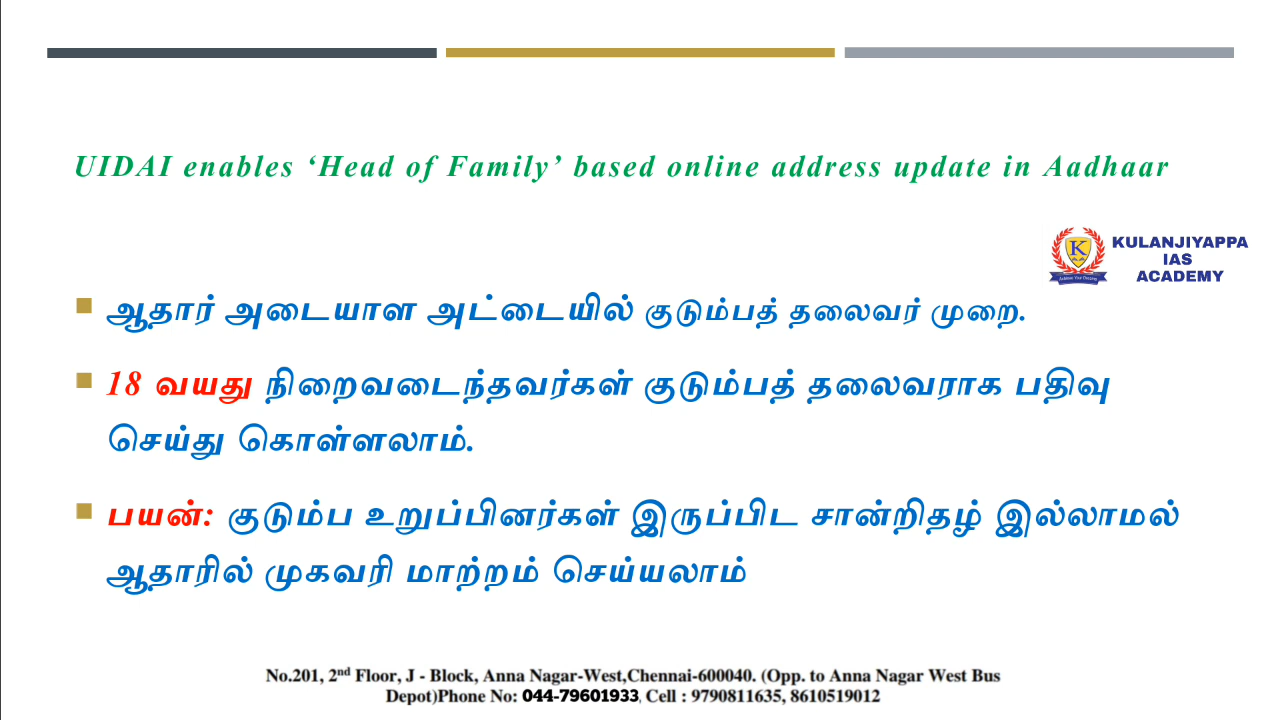 UIDAI enables ‘Head of Family’ based online address update in Aadhaar
KULANJIYAPPA
IAS
ACADEMY
ஆதார் அடையாள அட்டையில் குடும்பத் தலைவர் முறை.
18 வயது நிறைவடைந்தவர்கள் குடும்பத் தலைவராக பதிவு
செய்து கொள்ளலாம்.
பயன்: குடும்ப உறுப்பினர்கள் இருப்பிட சான்றிதழ் இல்லாமல்
ஆதாரில் முகவரி மாற்றம் செய்யலாம்
No.201, 2nd Floor, J - Block, Anna Nagar-West,Chennai-600040. (Opp. to Anna Nagar West Bus
Depot)Phone No: 044-79601933, Cell : 9790811635, 8610519012